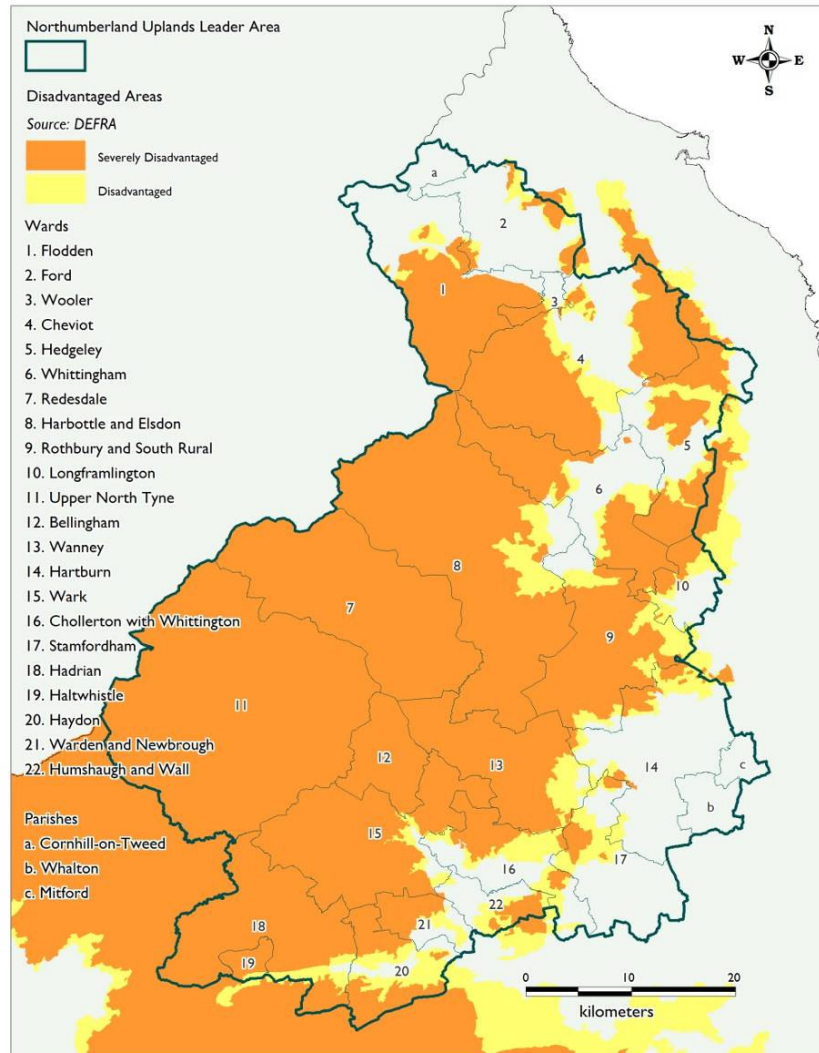 Northumberland Uplands Leader Area
Disadvantaged Areas
Source: DEFRA
Severely Disadvantaged
Disadvantaged
Wards
1. Flodden
2. Ford
3. Wooler
4. Cheviot
5. Hedgeley
6. Whittingham
7. Redesdale
8. Harbottle and Elsdon
9. Rothbury and South Rural
10. Longframlington
11. Upper North Tyne
12. Bellingham
13. Wanney
14. Hartburn
15. Wark
16. Chollerton with Whittington
17. Stamfordham
18. Hadrian
19. Haltwhistle
20. Haydon
21. Warden and Newbrough
22. Humshaugh and Wall
Parishes
a. Cornhill-on-Tweed
b. Whalton
c. Mitford
N
W E
S
a
2
1
3
4
5
6
8
10
7
9
11
12
13
14
c
b
15
16
17
22
21
18
19
20
0 10 20
kilometers